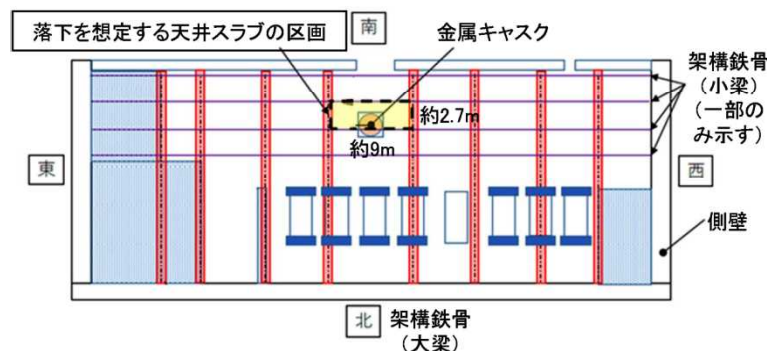 落下を想定する天井スラブの区画
南
金属キャスク
架構鉄骨
(小梁)
(一部の
み示す)
約2.7m
約9m
東
西
側壁
北
架構鉄骨
(大梁)